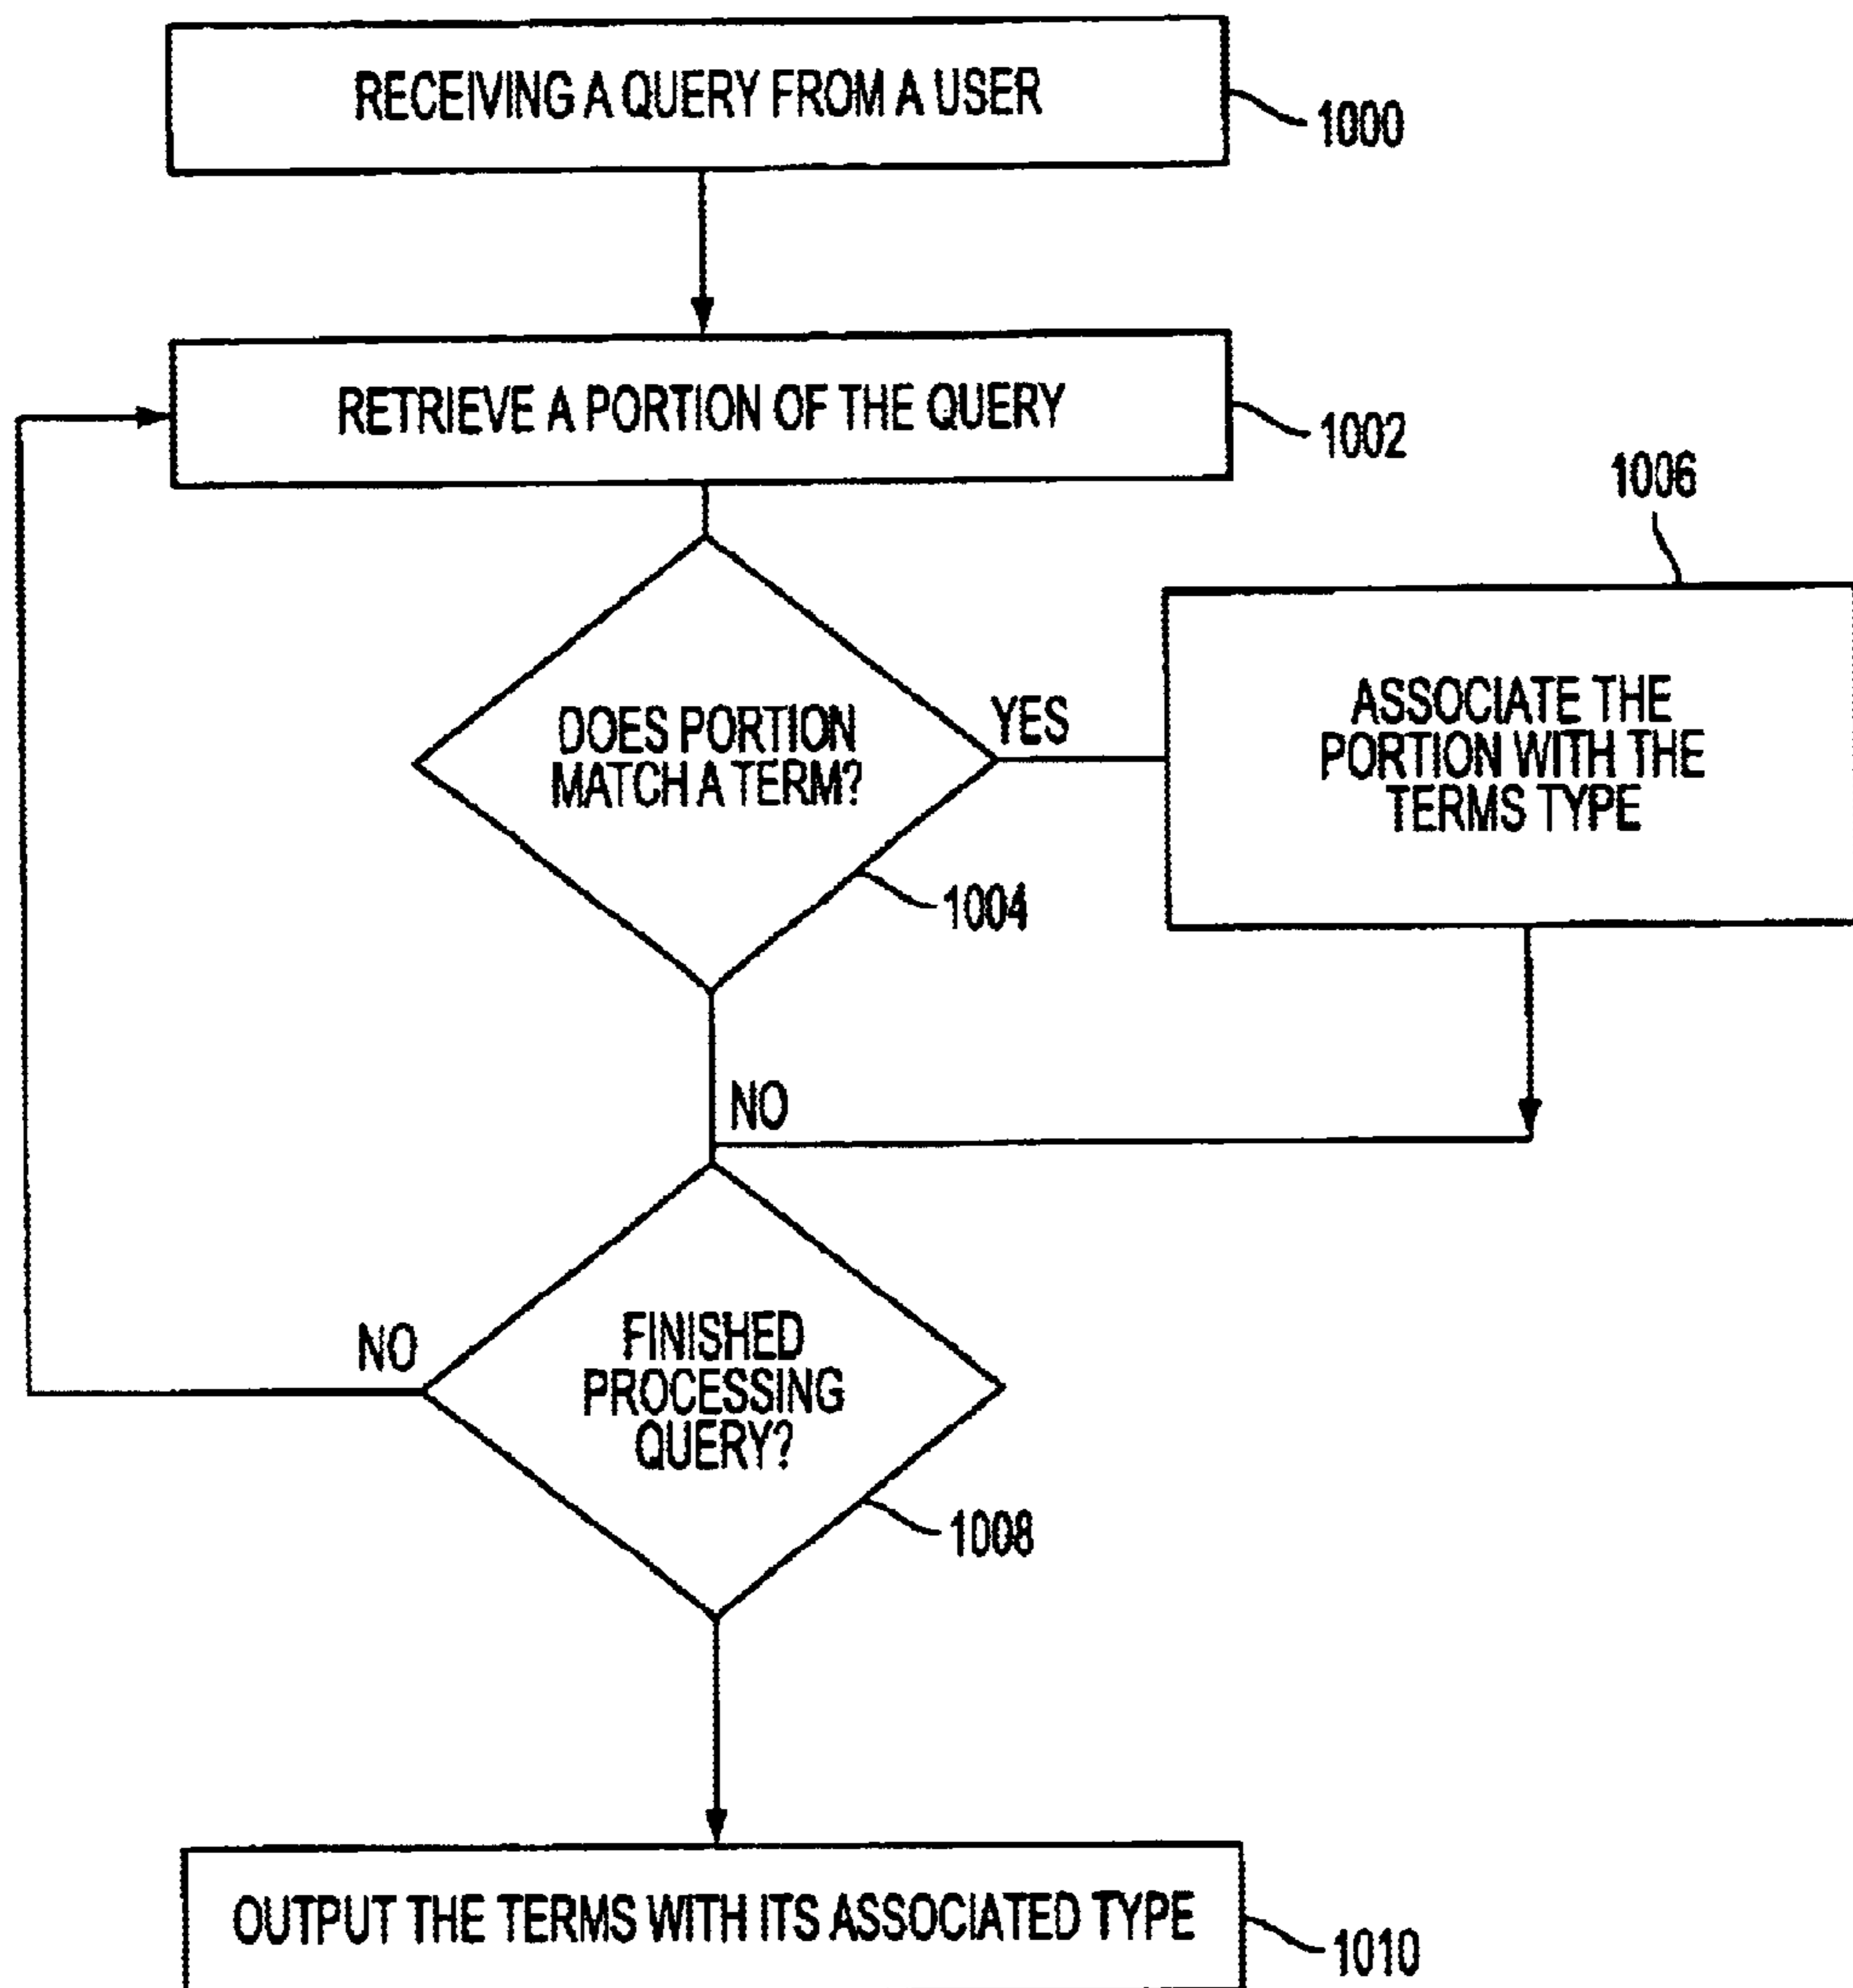 RECEIVING A QUERY FROM A USER
1000
RETRIEVE A PORTION OF THE QUERY
1002
1006
DOES PORTION
MATCH A TERM?
YES
ASSOCIATE THE
PORTION WITH THE
TERMS TYPE
1004
NO
NO
FINISHED
PROCESSING
QUERY?
1008
OUTPUT THE TERMS WITH ITS ASSOCIATED TYPE
1010